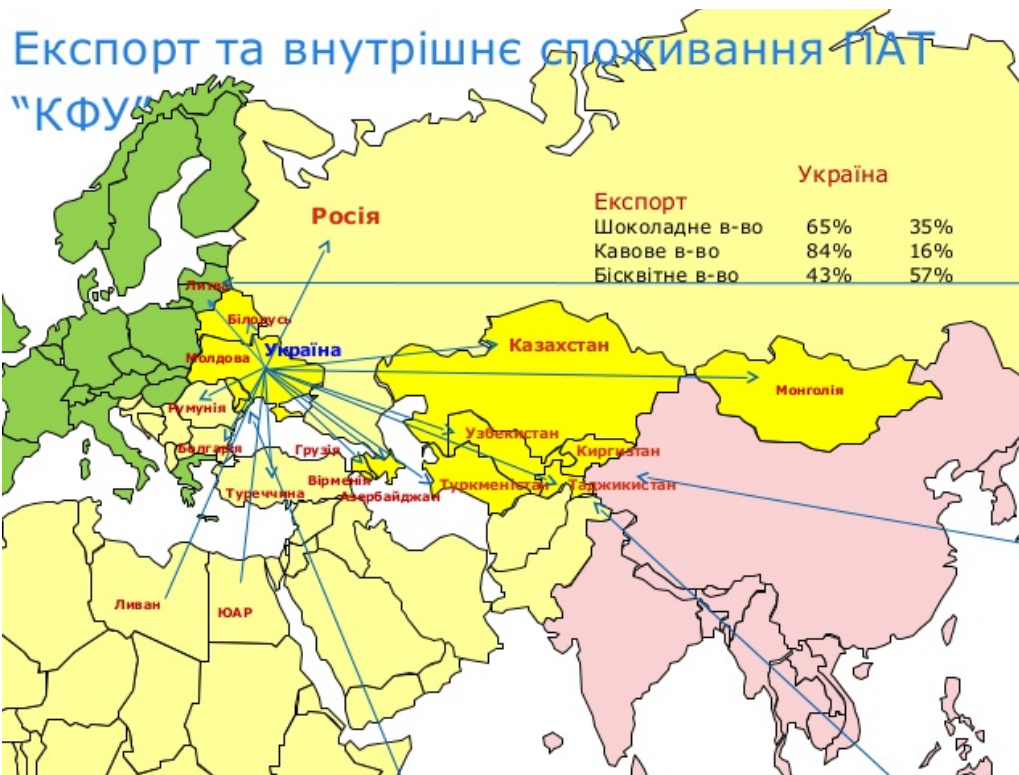 Експорт та внутрішнє споживання ПАТ
“КФУ”
Україна
Експорт
Шоколадне в-во 65% 35%
Кавове в-во 84% 16%
Бісквітне в-во 43% 57%
Росія
Литва
Білорусь
Україна
Молдова
Казахстан
Монголія
Румунія
Узбекистан
Болгарія
Грузія
Киргизтан
Вірменія
Туреччина
Азербайджан
Туркменістан
Таджикистан
Ливан
ЮАР